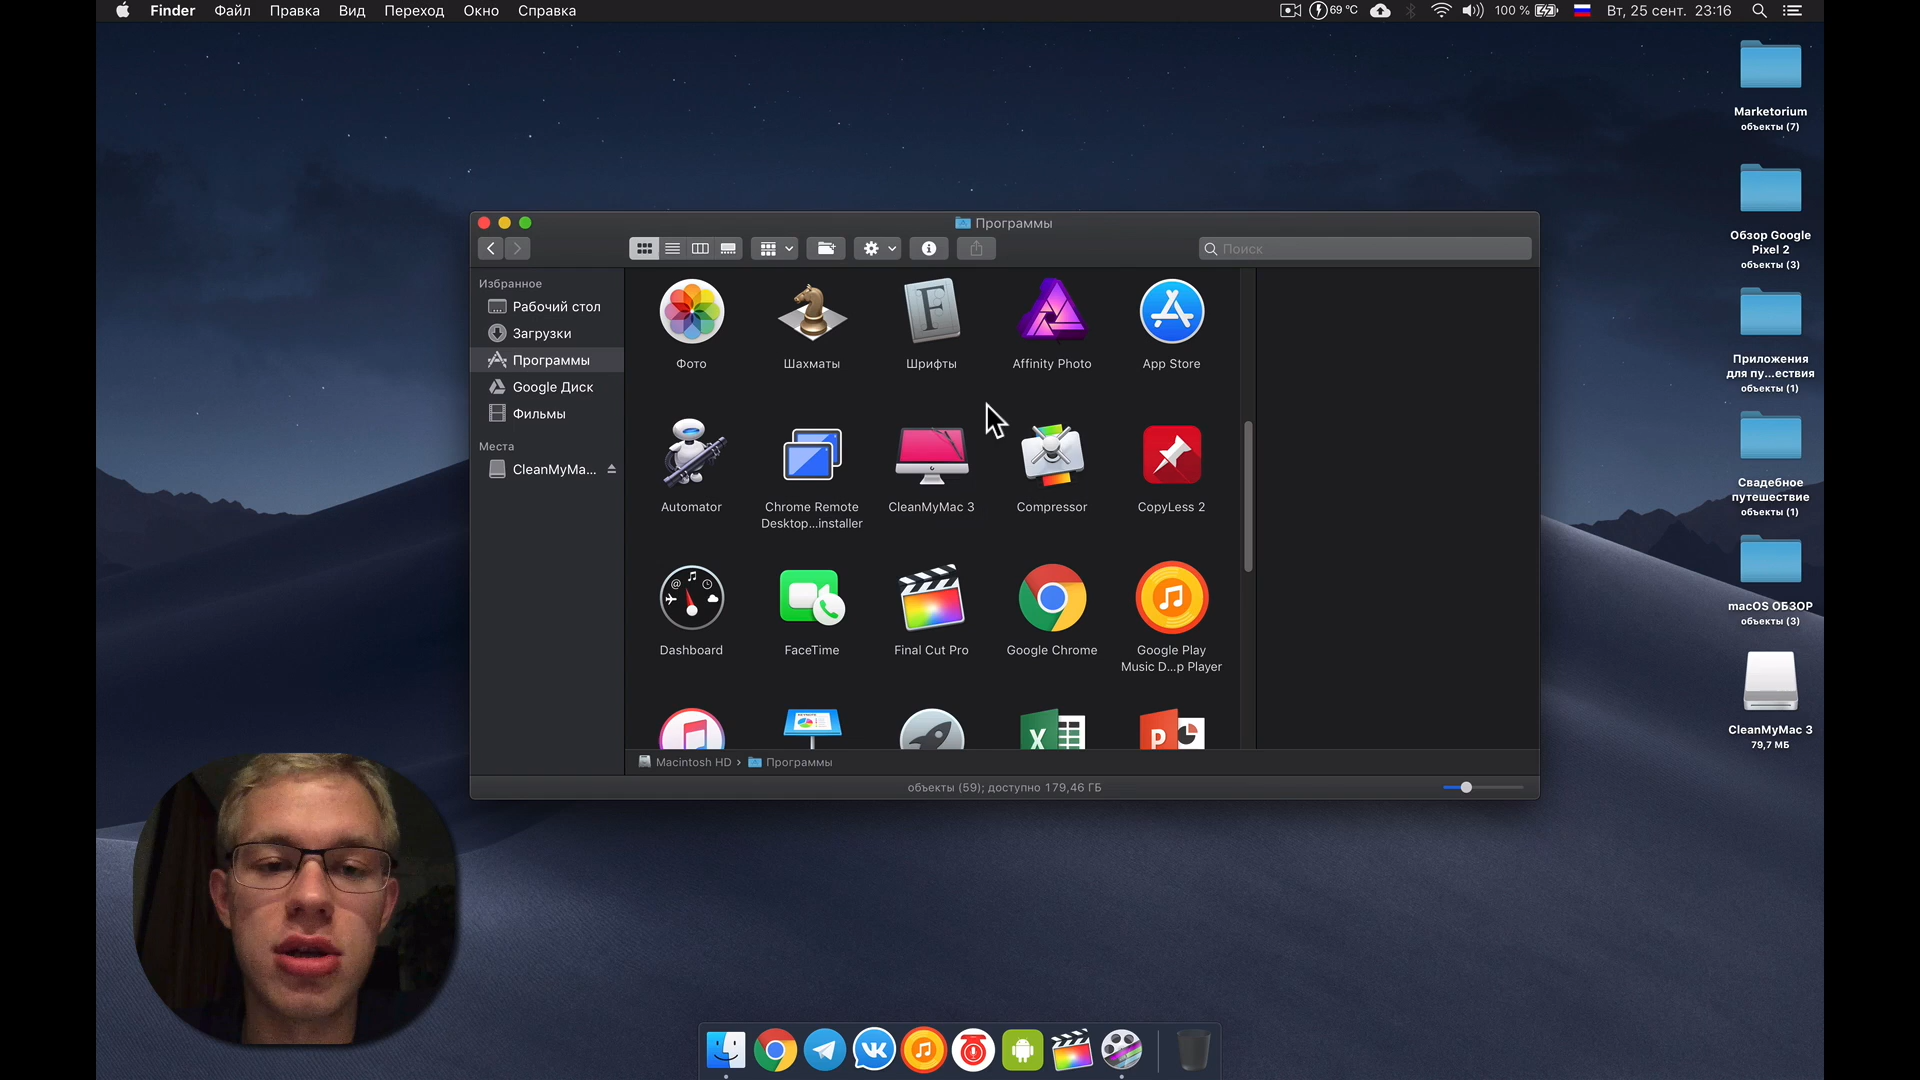 Finder Файл Правка Вид Переход Окно Справка
69 °C 100 % Вт, 25 сент. 23:16
Программы
Поиск
Избранное
Рабочий стол
Загрузки
Программы
Google Диск
Фильмы
Места
CleanMyMa...
Фото Шахматы Шрифты Affinity Photo App Store
Automator Chrome Remote CleanMyMac 3 Compressor CopyLess 2
Desktop...installer
Dashboard FaceTime Final Cut Pro Google Chrome Google Play
Music D...p Player
Macintosh HD › Программы
объекты (59); доступно 179,46 ГБ
Marketorium
объекты (7)
Обзор Google
Pixel 2
объекты (3)
Приложения
для пу...ествия
объекты (1)
Свадебное
путешествие
объекты (1)
macOS ОБЗОР
объекты (3)
CleanMyMac 3
79,7 МБ